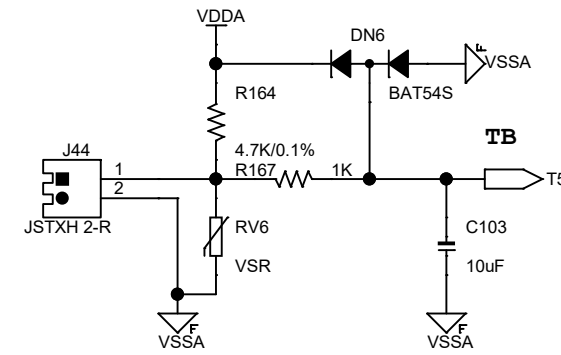 VDDA
DN6
F
VSSA
R164
BAT54S
TB
4.7K/0.1%
J44
1
R167
1K
2
JSTXH 2-R
RV6
VSR
C103
10uF
F
VSSA
F
VSSA